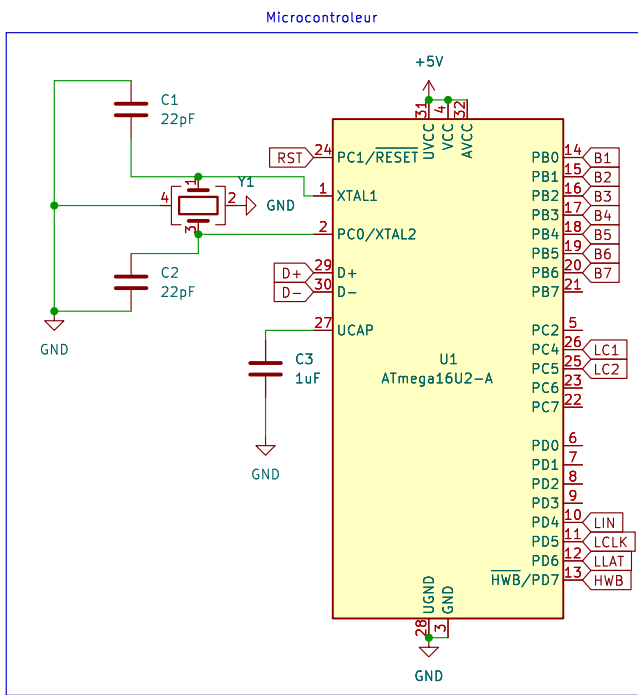 Microcontroleur
+5V
31 4 32
UVCC VCC AVCC
C1
22pF
RST 24 PC1/RESET
PB0 14 B1
PB1 15 B2
1 Y1
4 2 GND
3
1 XTAL1
PB2 16 B3
PB3 17 B4
2 PC0/XTAL2
PB4 18 B5
PB5 19 B6
C2
22pF
D+ 29 D+
PB6 20 B7
D- 30 D-
PB7 21
GND
27 UCAP
PC2 5
PC4 26 LC1
C3
1uF
U1
ATmega16U2-A
PC5 25 LC2
PC6 23
PC7 22
PD0 6
PD1 7
GND
PD2 8
PD3 9
PD4 10 LIN
PD5 11 LCLK
PD6 12 LLAT
HWB/PD7 13 HWB
UGND GND
28 3
GND